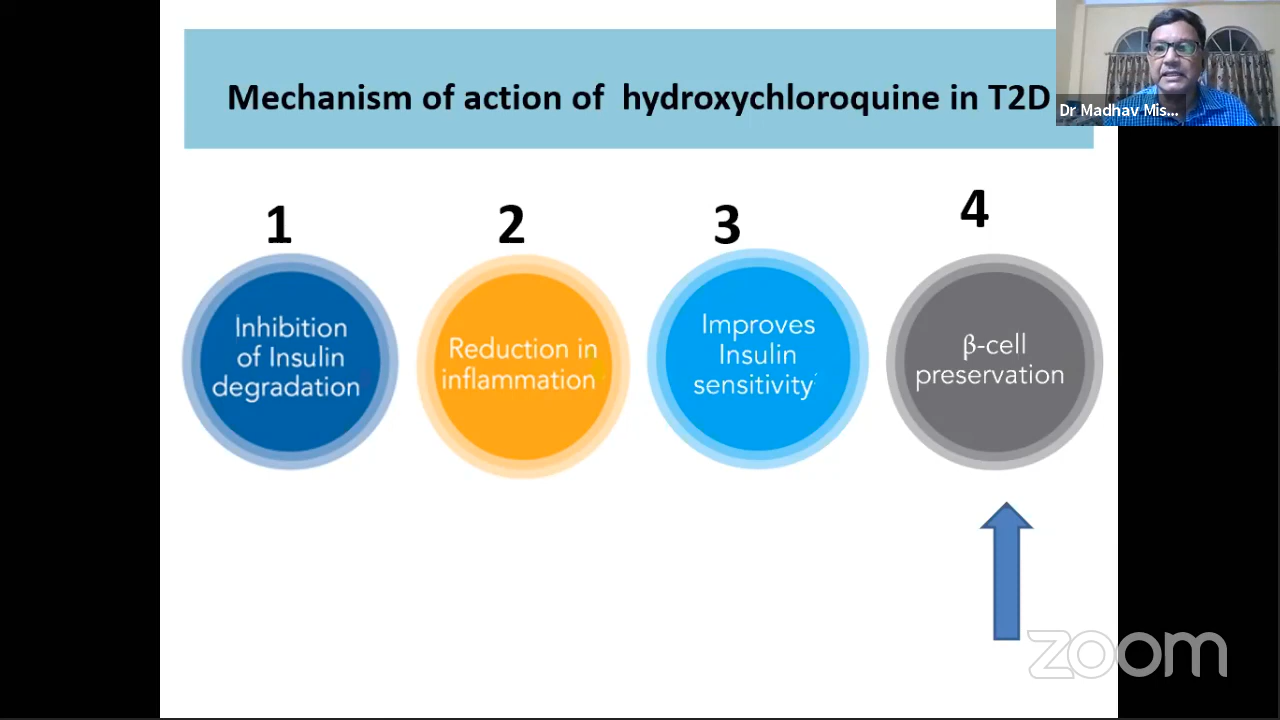 Mechanism of action of hydroxychloroquine in T2D
Dr Madhav Mis...
1
2
3
4
Inhibition
of Insulin
degradation
Reduction in
inflammation
Improves
Insulin
sensitivity
β-cell
preservation
zoom